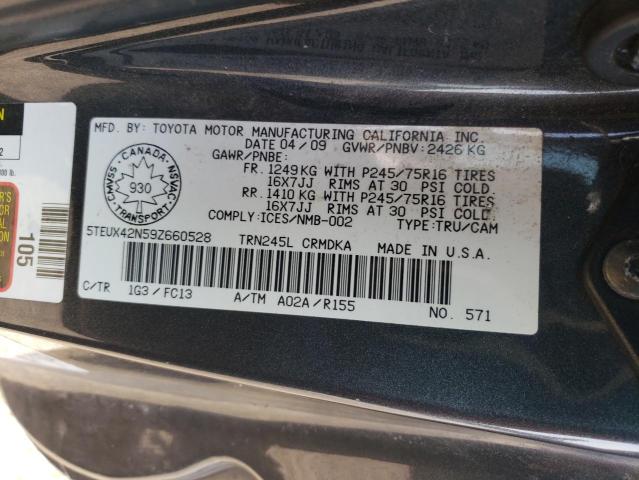 MFD. BY: TOYOTA MOTOR MANUFACTURING CALIFORNIA INC.
DATE 04/09 GVWR/PNBV: 2426 KG
GAWR/PNBE:
FR. 1249 KG WITH P245/75R16 TIRES
16X7JJ RIMS AT 30 PSI COLD.
RR. 1410 KG WITH P245/75R16 TIRES
16X7JJ RIMS AT 30 PSI COLD.
COMPLY: ICES/NMB-002 TYPE: TRU/CAM
CANADA
CMVSS NSVAC
930
TRANSPORT
5TEUX42N59Z660528 TRN245L CRMDKA MADE IN U.S.A.
C/TR 1G3/FC13 A/TM A02A/R155 NO. 571
105